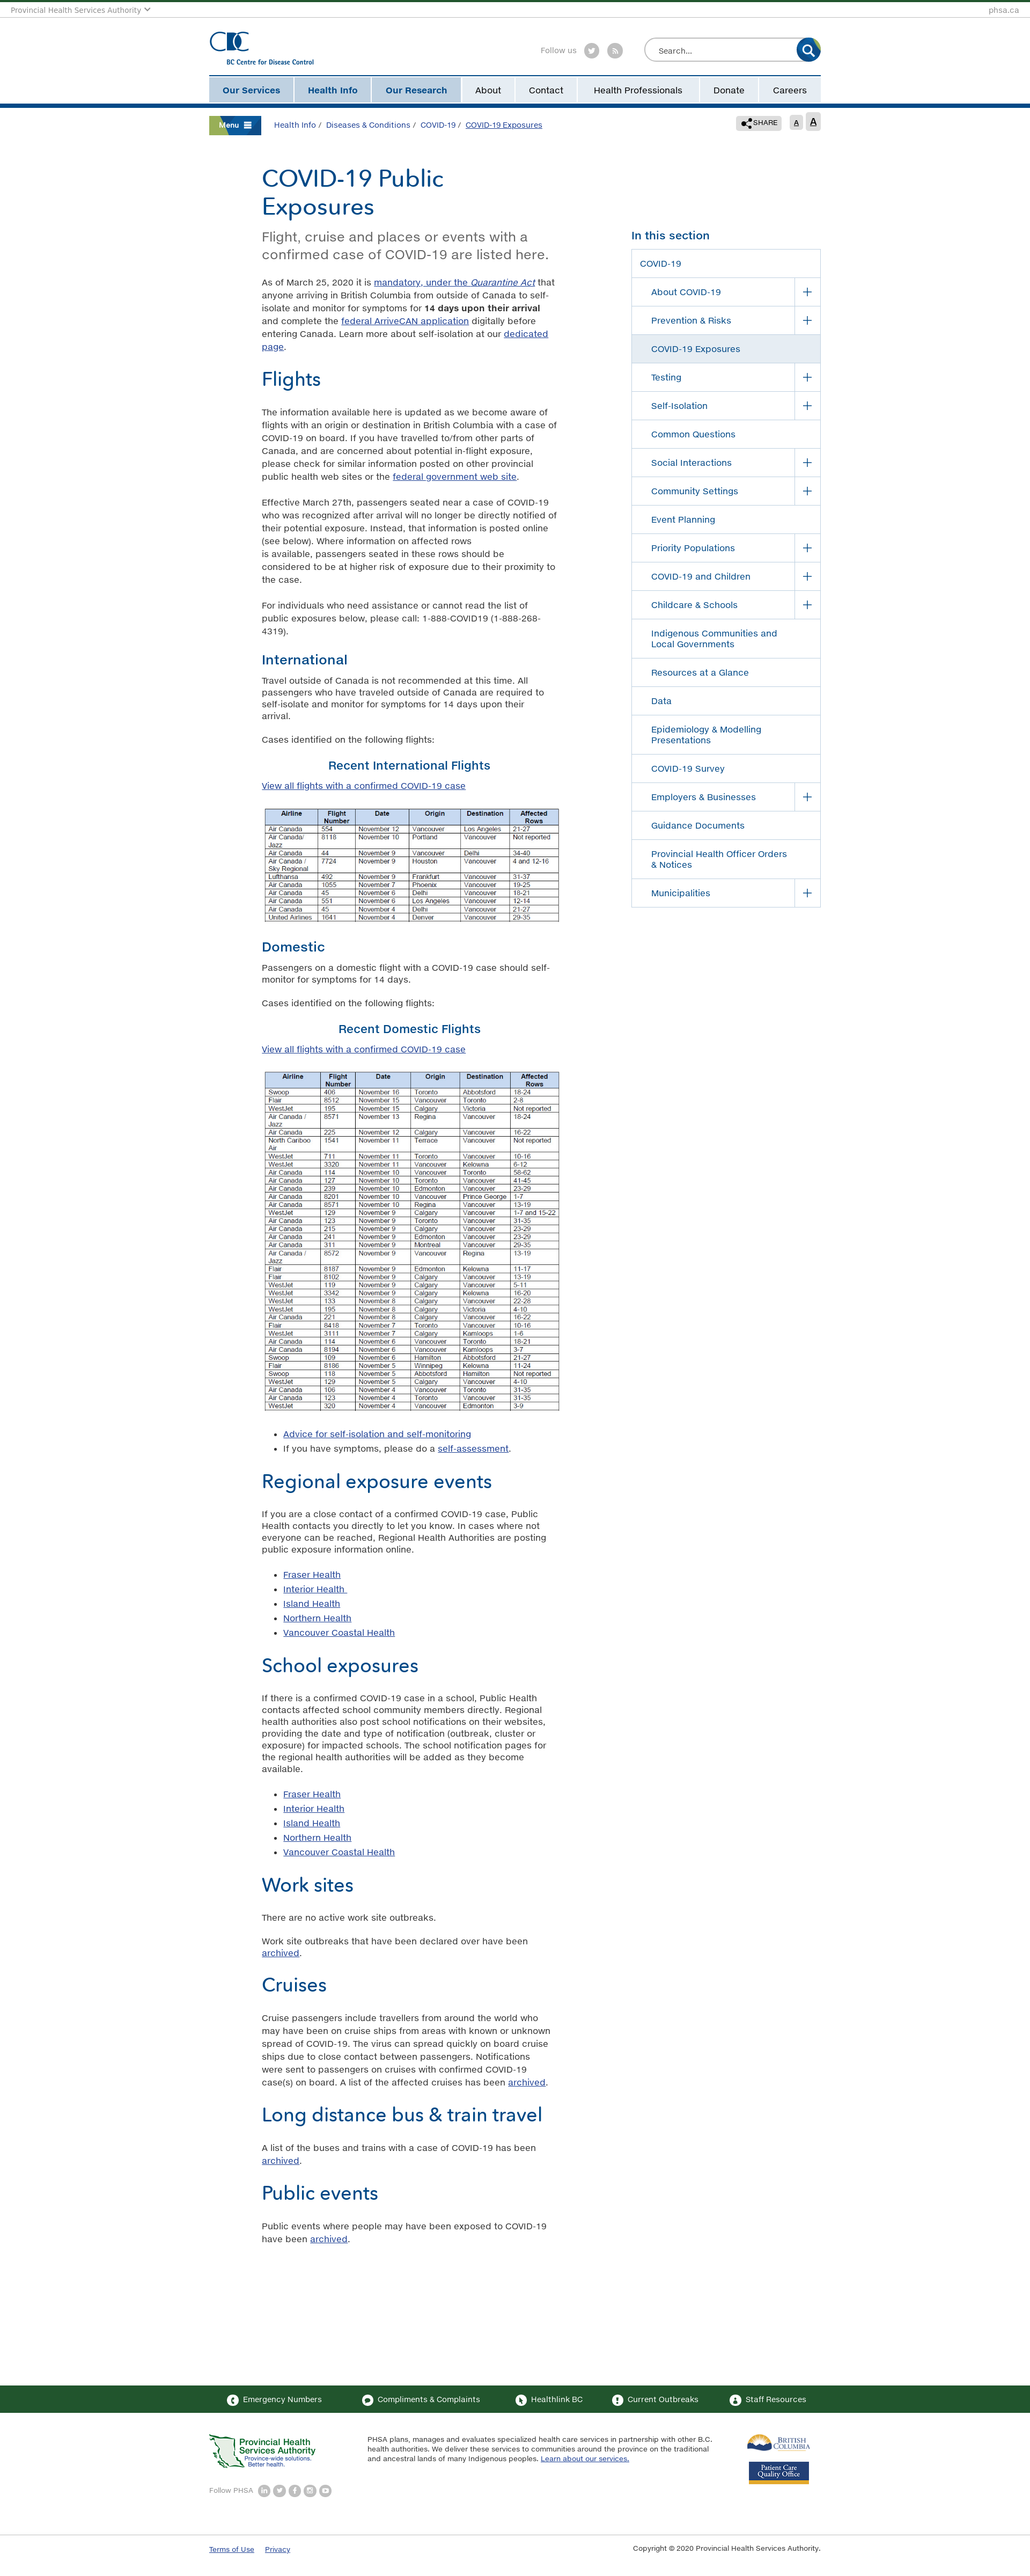 Provincial Health Services Authority
phsa.ca
BC Centre for Disease Control
Follow us
Search...
Our Services
Health Info
Our Research
About
Contact
Health Professionals
Donate
Careers
Menu
Health Info / Diseases & Conditions / COVID-19 / COVID-19 Exposures
SHARE
A
A
COVID-19 Public
Exposures
Flight, cruise and places or events with a
confirmed case of COVID-19 are listed here.
As of March 25, 2020 it is mandatory, under the Quarantine Act that
anyone arriving in British Columbia from outside of Canada to self-
isolate and monitor for symptoms for 14 days upon their arrival
and complete the federal ArriveCAN application digitally before
entering Canada. Learn more about self-isolation at our dedicated
page.
Flights
The information available here is updated as we become aware of
flights with an origin or destination in British Columbia with a case of
COVID-19 on board. If you have travelled to/from other parts of
Canada, and are concerned about potential in-flight exposure,
please check for similar information posted on other provincial
public health web sites or the federal government web site.
Effective March 27th, passengers seated near a case of COVID-19
who was recognized after arrival will no longer be directly notified of
their potential exposure. Instead, that information is posted online
(see below). Where information on affected rows
is available, passengers seated in these rows should be
considered to be at higher risk of exposure due to their proximity to
the case.
For individuals who need assistance or cannot read the list of
public exposures below, please call: 1-888-COVID19 (1-888-268-
4319).
International
Travel outside of Canada is not recommended at this time. All
passengers who have traveled outside of Canada are required to
self-isolate and monitor for symptoms for 14 days upon their
arrival.
Cases identified on the following flights:
Recent International Flights
View all flights with a confirmed COVID-19 case
Airline Flight Number Date Origin Destination Affected Rows
Air Canada 554 November 12 Vancouver Los Angeles 21-27
Air Canada/ Jazz 8118 November 10 Portland Vancouver Not reported
Air Canada 44 November 9 Vancouver Delhi 34-40
Air Canada / Sky Regional 7724 November 9 Houston Vancouver 4 and 12-16
Lufthansa 492 November 9 Frankfurt Vancouver 31-37
Air Canada 1055 November 7 Phoenix Vancouver 19-25
Air Canada 45 November 6 Delhi Vancouver 18-21
Air Canada 551 November 6 Los Angeles Vancouver 12-14
Air Canada 45 November 4 Delhi Vancouver 21-27
United Airlines 1641 November 4 Denver Vancouver 29-35
Domestic
Passengers on a domestic flight with a COVID-19 case should self-
monitor for symptoms for 14 days.
Cases identified on the following flights:
Recent Domestic Flights
View all flights with a confirmed COVID-19 case
Airline Flight Number Date Origin Destination Affected Rows
Swoop 406 November 16 Toronto Abbotsford 18-24
Flair 8512 November 15 Vancouver Toronto 2-8
WestJet 195 November 15 Calgary Victoria Not reported
Air Canada / Jazz 8571 November 13 Regina Vancouver 18-24
Air Canada 225 November 12 Calgary Vancouver 16-22
North Cariboo Air 1541 November 11 Terrace Vancouver Not reported
WestJet 711 November 11 Toronto Vancouver 10-16
WestJet 3320 November 11 Vancouver Kelowna 6-12
Air Canada 114 November 10 Vancouver Toronto 58-62
Air Canada 127 November 10 Toronto Vancouver 41-45
Air Canada 239 November 10 Edmonton Vancouver 23-29
Air Canada 8201 November 10 Vancouver Prince George 1-7
Air Canada 8571 November 10 Regina Vancouver 13-19
WestJet 129 November 9 Calgary Vancouver 1-7 and 15-22
Air Canada 123 November 9 Toronto Vancouver 31-35
Air Canada 215 November 9 Calgary Vancouver 23-29
Air Canada 241 November 9 Edmonton Vancouver 23-29
Air Canada 311 November 9 Montreal Vancouver 29-35
Air Canada / Jazz 8572 November 9 Vancouver Regina 13-19
Flair 8187 November 9 Edmonton Kelowna 11-17
Flair 8102 November 9 Calgary Vancouver 13-19
WestJet 119 November 9 Calgary Vancouver 5-11
WestJet 3342 November 9 Calgary Kelowna 16-20
WestJet 133 November 8 Calgary Vancouver 22-28
WestJet 195 November 8 Calgary Victoria 4-10
Air Canada 221 November 8 Calgary Vancouver 16-22
Flair 8418 November 7 Toronto Vancouver 10-16
WestJet 3111 November 7 Calgary Kamloops 1-6
Air Canada 114 November 6 Vancouver Toronto 18-21
Air Canada 8194 November 6 Vancouver Kamloops 3-7
Swoop 109 November 6 Hamilton Abbotsford 21-27
Flair 8186 November 5 Winnipeg Kelowna 11-24
Swoop 118 November 5 Abbotsford Hamilton Not reported
WestJet 129 November 5 Calgary Vancouver 4-10
Air Canada 106 November 4 Vancouver Toronto 31-35
Air Canada 123 November 4 Toronto Vancouver 31-35
WestJet 320 November 4 Vancouver Edmonton 3-9
Advice for self-isolation and self-monitoring
If you have symptoms, please do a self-assessment.
Regional exposure events
If you are a close contact of a confirmed COVID-19 case, Public
Health contacts you directly to let you know. In cases where not
everyone can be reached, Regional Health Authorities are posting
public exposure information online.
Fraser Health
Interior Health
Island Health
Northern Health
Vancouver Coastal Health
School exposures
If there is a confirmed COVID-19 case in a school, Public Health
contacts affected school community members directly. Regional
health authorities also post school notifications on their websites,
providing the date and type of notification (outbreak, cluster or
exposure) for impacted schools. The school notification pages for
the regional health authorities will be added as they become
available.
Fraser Health
Interior Health
Island Health
Northern Health
Vancouver Coastal Health
Work sites
There are no active work site outbreaks.
Work site outbreaks that have been declared over have been
archived.
Cruises
Cruise passengers include travellers from around the world who
may have been on cruise ships from areas with known or unknown
spread of COVID-19. The virus can spread quickly on board cruise
ships due to close contact between passengers. Notifications
were sent to passengers on cruises with confirmed COVID-19
case(s) on board. A list of the affected cruises has been archived.
Long distance bus & train travel
A list of the buses and trains with a case of COVID-19 has been
archived.
Public events
Public events where people may have been exposed to COVID-19
have been archived.
In this section
COVID-19
About COVID-19
Prevention & Risks
COVID-19 Exposures
Testing
Self-Isolation
Common Questions
Social Interactions
Community Settings
Event Planning
Priority Populations
COVID-19 and Children
Childcare & Schools
Indigenous Communities and
Local Governments
Resources at a Glance
Data
Epidemiology & Modelling
Presentations
COVID-19 Survey
Employers & Businesses
Guidance Documents
Provincial Health Officer Orders
& Notices
Municipalities
Emergency Numbers
Compliments & Complaints
Healthlink BC
Current Outbreaks
Staff Resources
Provincial Health
Services Authority
Province-wide solutions.
Better health.
PHSA plans, manages and evaluates specialized health care services in partnership with other B.C.
health authorities. We deliver these services to communities around the province on the traditional
and ancestral lands of many Indigenous peoples. Learn about our services.
BRITISH
COLUMBIA
Patient Care
Quality Office
Follow PHSA
Terms of Use
Privacy
Copyright © 2020 Provincial Health Services Authority.